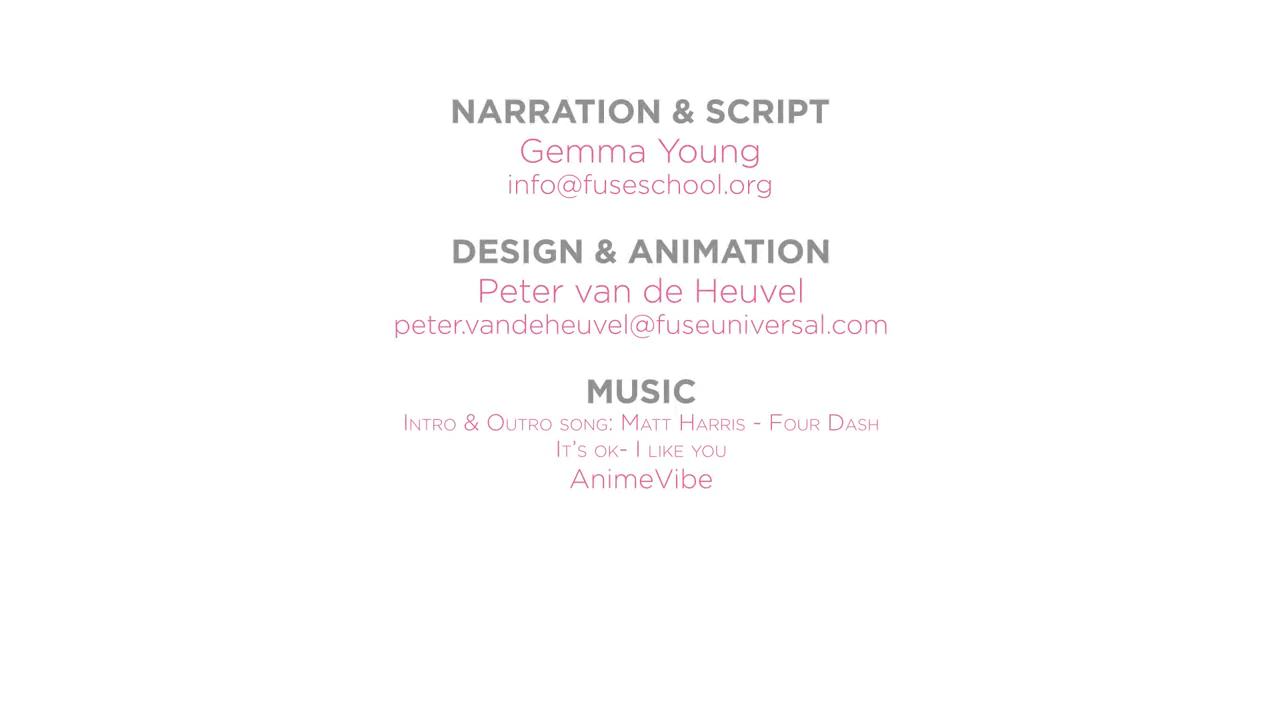 NARRATION & SCRIPT
Gemma Young
info@fuseschool.org
DESIGN & ANIMATION
Peter van de Heuvel
peter.vandeheuvel@fuseuniversal.com
MUSIC
Intro & Outro song: Matt Harris - Four Dash
It's ok- I like you
AnimeVibe